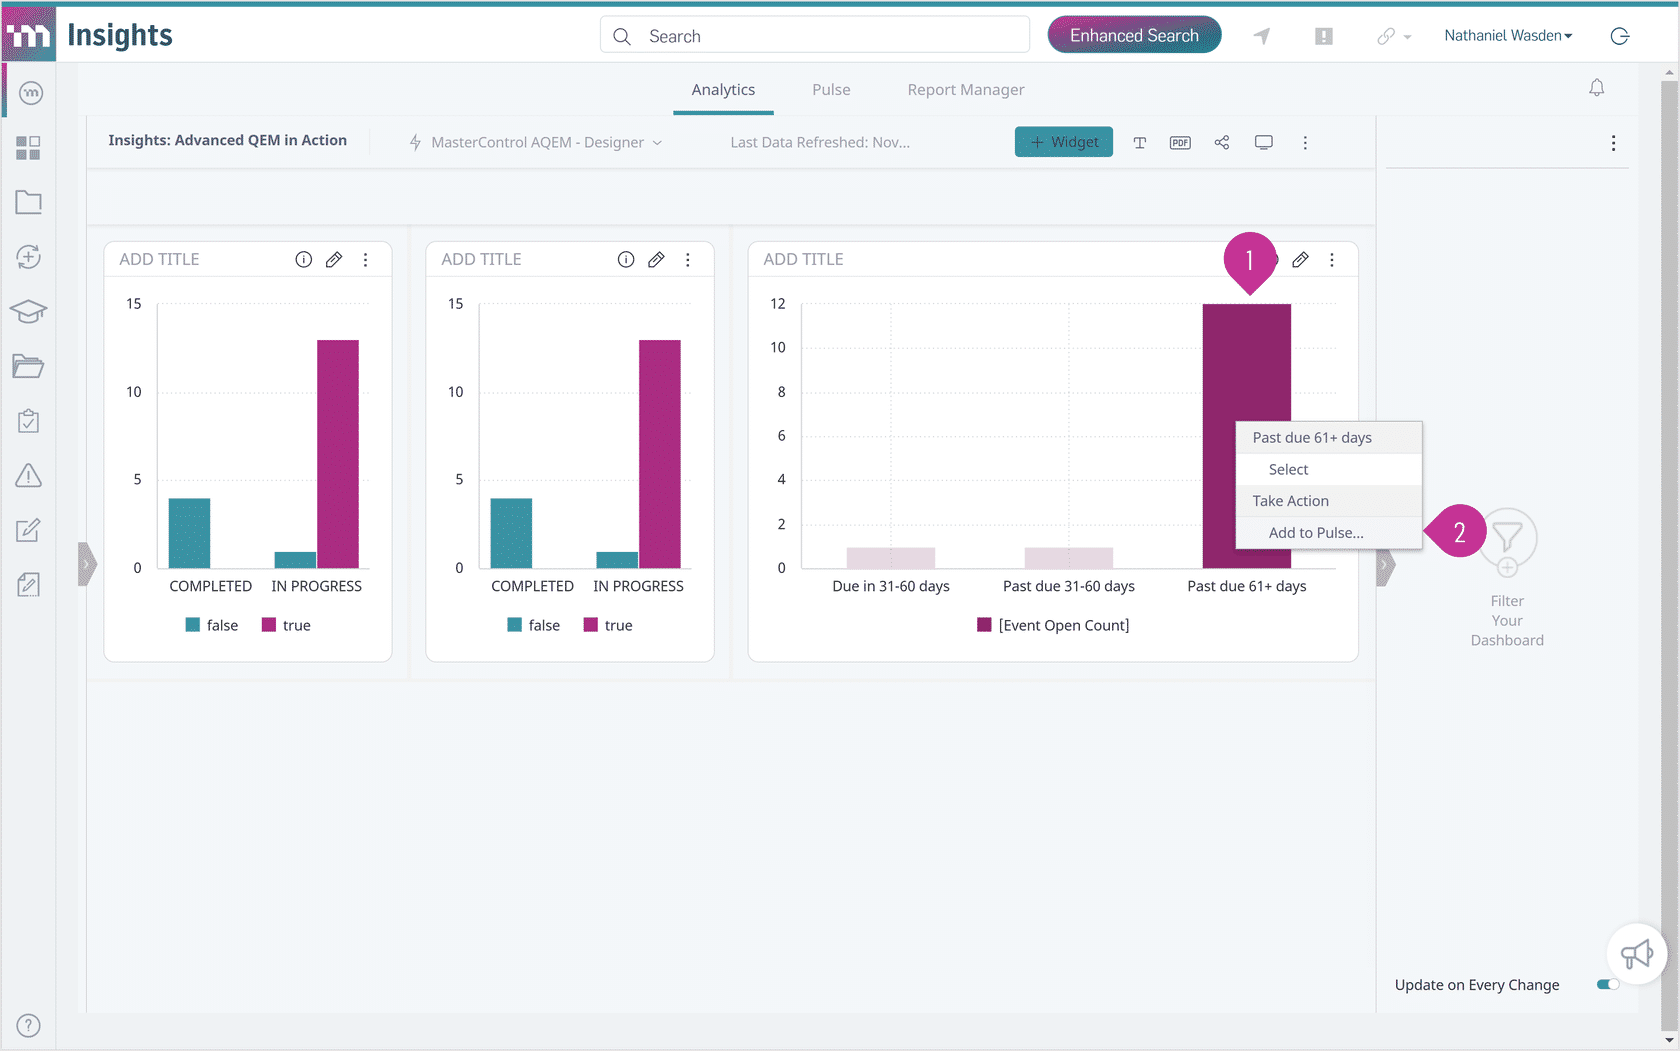 Insights
Search
Enhanced Search
Nathaniel Wasden
Analytics
Pulse
Report Manager
Insights: Advanced QEM in Action
MasterControl AQEM - Designer
Last Data Refreshed: Nov...
+ Widget
PDF
ADD TITLE
15
10
5
0
COMPLETED
IN PROGRESS
false
true
ADD TITLE
15
10
5
0
COMPLETED
IN PROGRESS
false
true
ADD TITLE
1
12
10
8
6
4
2
0
Due in 31-60 days
Past due 31-60 days
Past due 61+ days
[Event Open Count]
Past due 61+ days
Select
Take Action
Add to Pulse...
2
Filter
Your
Dashboard
Update on Every Change